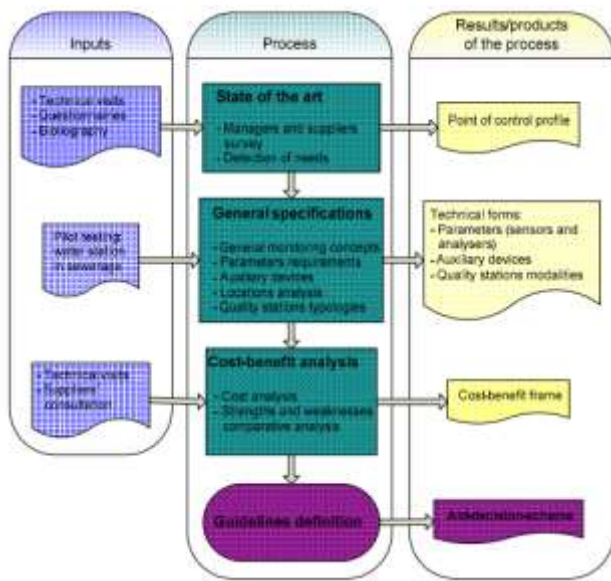 Inputs
Process
Results/products
of the process
- Technical visits
- Questionnaires
- Bibliography
State of the art
- Managers and suppliers
survey
- Detection of needs
Point of control profile
Pilot testing:
water station
in sewerage
General specifications
- General monitoring concepts
- Parameters requirements
- Auxiliary devices
- Locations analysis
- Quality stations typologies
Technical forms:
- Parameters (sensors and
analysers)
- Auxiliary devices
- Quality stations modalities
- Technical visits
- Suppliers'
consultation
Cost-benefit analysis
- Cost analysis
- Strengths and weaknesses
comparative analysis
Cost-benefit frame
Guidelines definition
Aid-decision-scheme